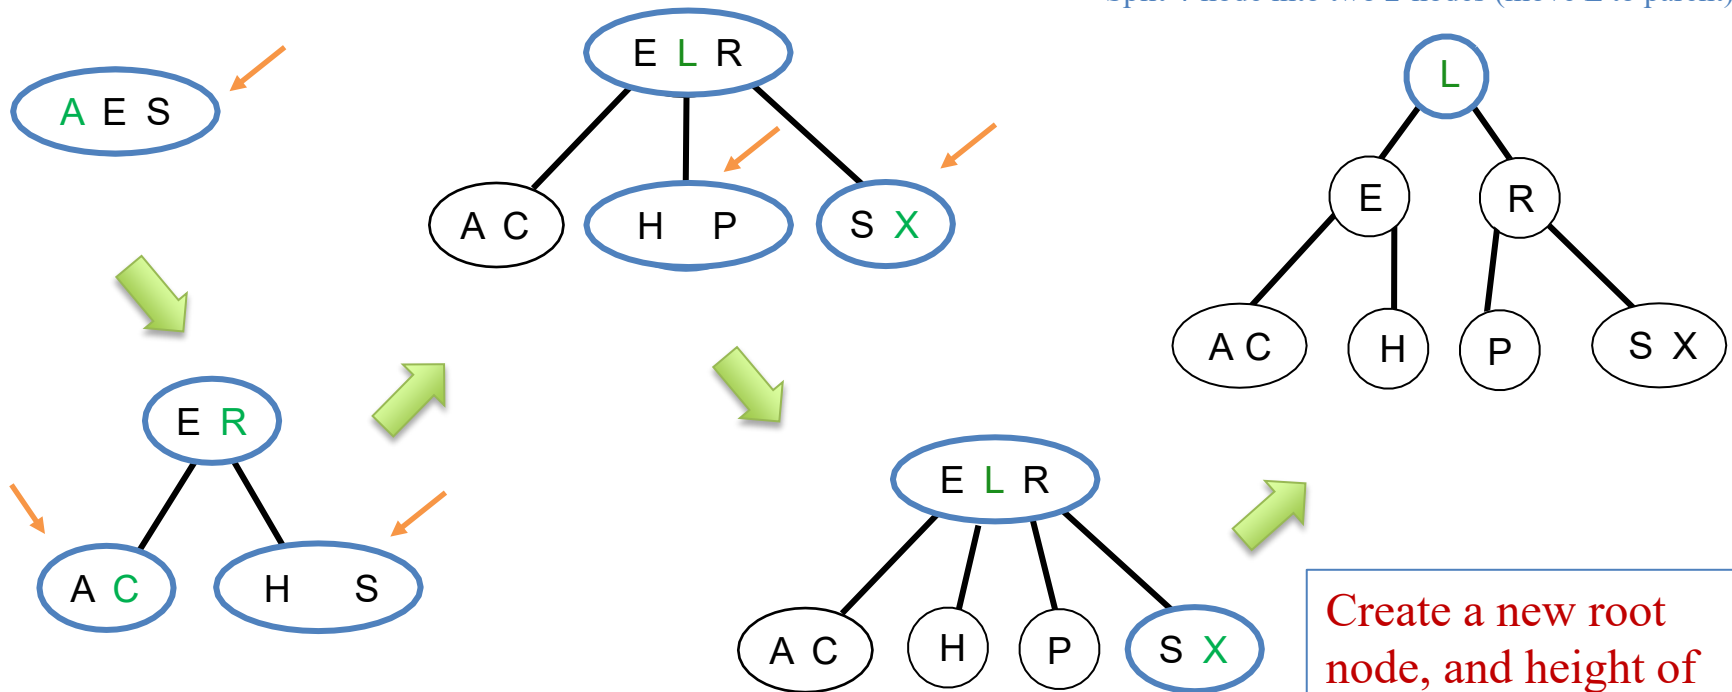 A E S
E R
A C
H S
E L R
A C
H P
S X
E L R
A C
H
P
S X
L
E
R
A C
H
P
S X
Create a new root
node, and height of